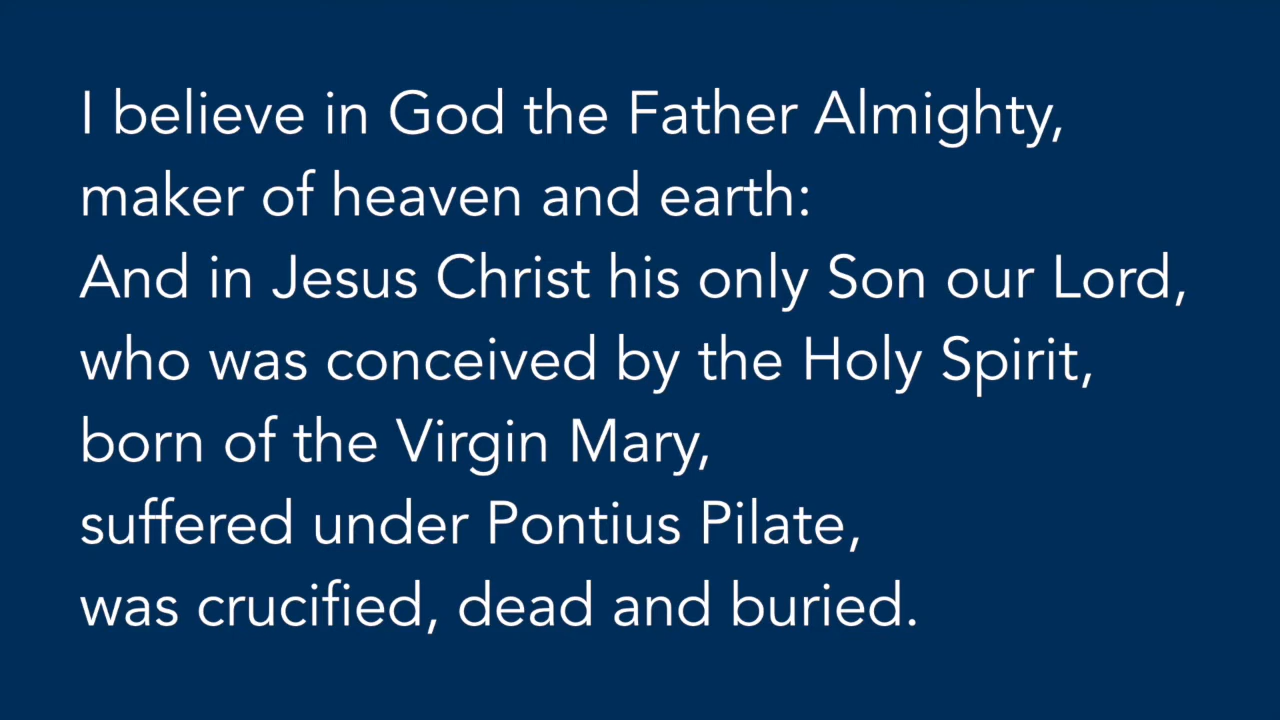 I believe in God the Father Almighty,
maker of heaven and earth:
And in Jesus Christ his only Son our Lord,
who was conceived by the Holy Spirit,
born of the Virgin Mary,
suffered under Pontius Pilate,
was crucified, dead and buried.